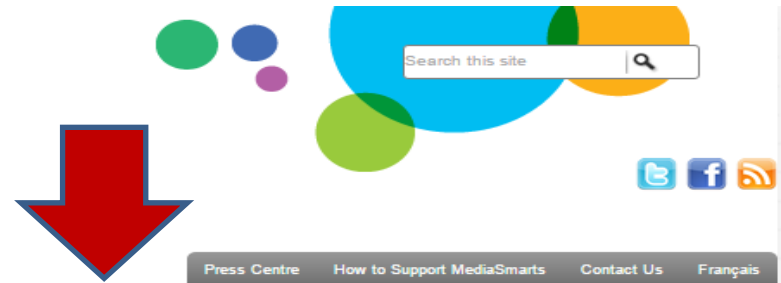 Search this site
Press Centre How to Support MediaSmarts Contact Us Français